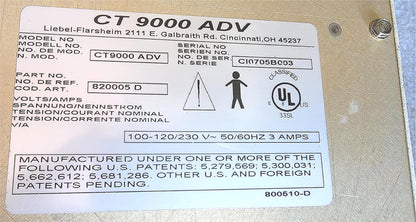 CT 9000 ADV
Liebel-Flarsheim 2111 E. Galbraith Rd. Cincinnati,OH 45237
MODEL NO
MODELL NO.
NO. DE MODELE
N. MOD.
CT9000 ADV
SERIAL NO
SERIEN NO.
NO. DE SER
N. SERIE
CI1705B003
PART NO.
NO. DE REF
COD. ART.
820005 D
CLASSIFIED
UL
®
33SL
VOLTS/AMPS
SPANNUNG/NENNSTROM
TENSION/COURANT NOMINAL
TENSION/CORRENTE NOMINALE
V/A
100-120/230 V~ 50/60HZ 3 AMPS
MANUFACTURED UNDER ONE OR MORE OF THE
FOLLOWING U.S. PATENTS: 5,279,569; 5,300,031;
5,662,612; 5,681,286. OTHER U.S. AND FOREIGN
PATENTS PENDING.
800510-D